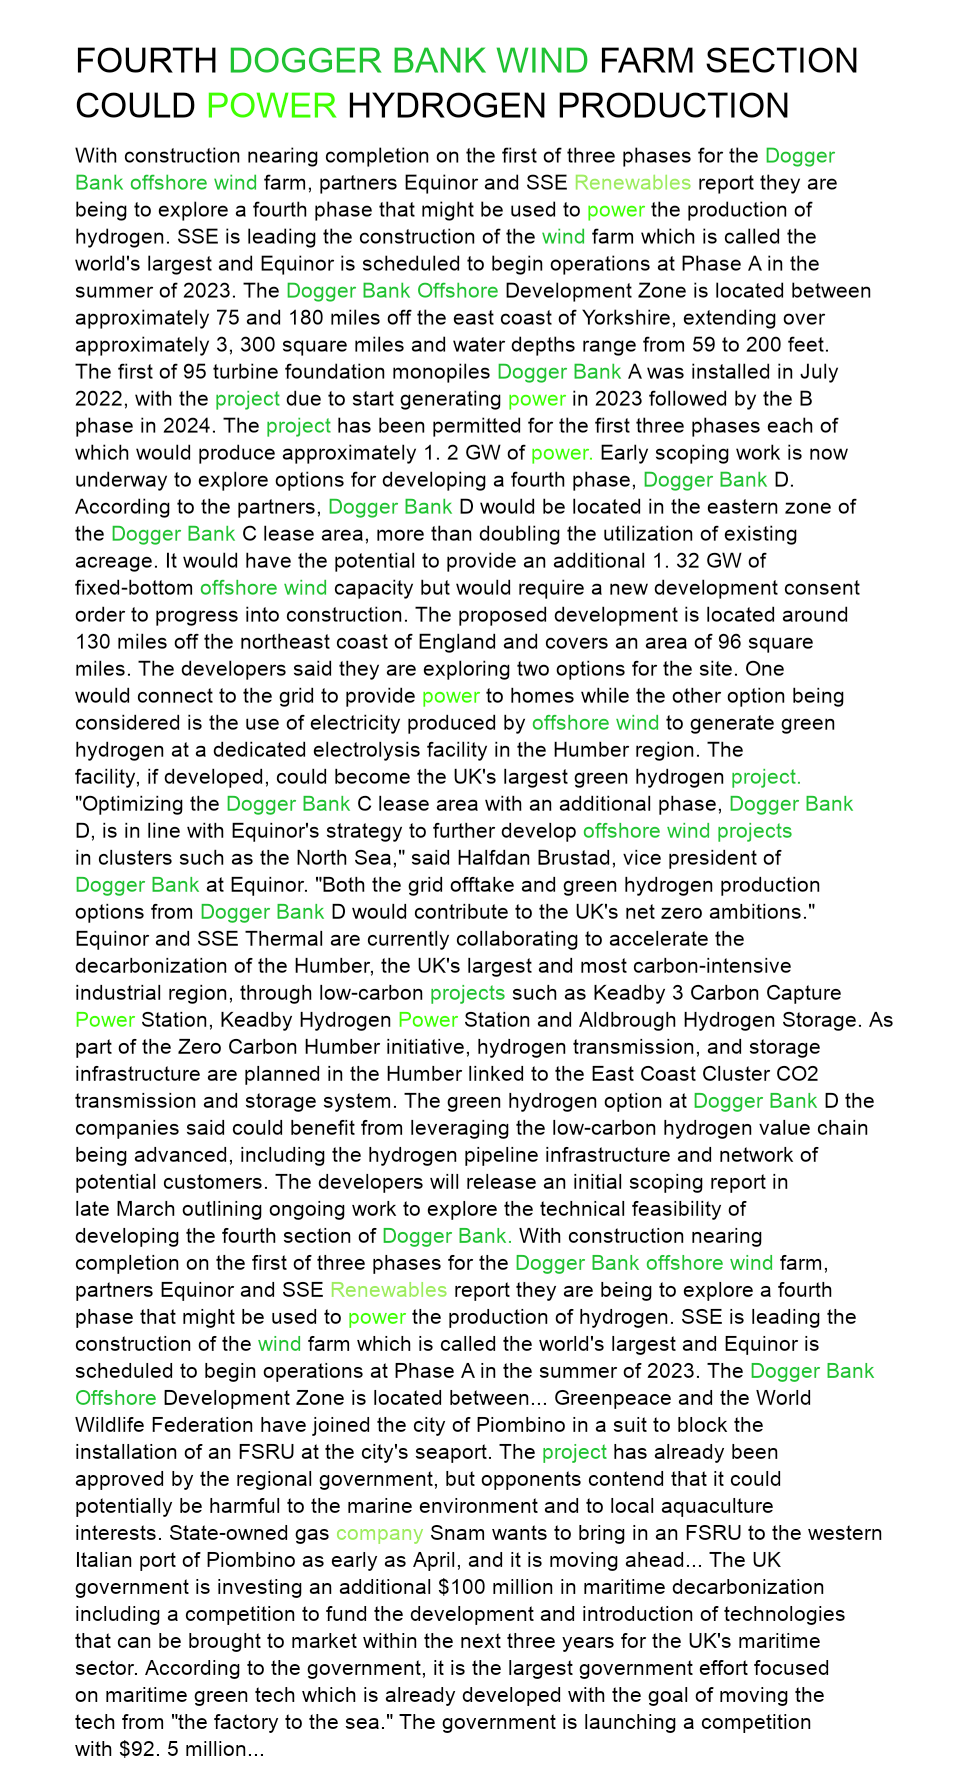 FOURTH DOGGER BANK WIND FARM SECTION
COULD POWER HYDROGEN PRODUCTION
With construction nearing completion on the first of three phases for the Dogger
Bank offshore wind farm, partners Equinor and SSE Renewables report they are
being to explore a fourth phase that might be used to power the production of
hydrogen. SSE is leading the construction of the wind farm which is called the
world's largest and Equinor is scheduled to begin operations at Phase A in the
summer of 2023. The Dogger Bank Offshore Development Zone is located between
approximately 75 and 180 miles off the east coast of Yorkshire, extending over
approximately 3, 300 square miles and water depths range from 59 to 200 feet.
The first of 95 turbine foundation monopiles Dogger Bank A was installed in July
2022, with the project due to start generating power in 2023 followed by the B
phase in 2024. The project has been permitted for the first three phases each of
which would produce approximately 1. 2 GW of power. Early scoping work is now
underway to explore options for developing a fourth phase, Dogger Bank D.
According to the partners, Dogger Bank D would be located in the eastern zone of
the Dogger Bank C lease area, more than doubling the utilization of existing
acreage. It would have the potential to provide an additional 1. 32 GW of
fixed-bottom offshore wind capacity but would require a new development consent
order to progress into construction. The proposed development is located around
130 miles off the northeast coast of England and covers an area of 96 square
miles. The developers said they are exploring two options for the site. One
would connect to the grid to provide power to homes while the other option being
considered is the use of electricity produced by offshore wind to generate green
hydrogen at a dedicated electrolysis facility in the Humber region. The
facility, if developed, could become the UK's largest green hydrogen project.
"Optimizing the Dogger Bank C lease area with an additional phase, Dogger Bank
D, is in line with Equinor's strategy to further develop offshore wind projects
in clusters such as the North Sea," said Halfdan Brustad, vice president of
Dogger Bank at Equinor. "Both the grid offtake and green hydrogen production
options from Dogger Bank D would contribute to the UK's net zero ambitions."
Equinor and SSE Thermal are currently collaborating to accelerate the
decarbonization of the Humber, the UK's largest and most carbon-intensive
industrial region, through low-carbon projects such as Keadby 3 Carbon Capture
Power Station, Keadby Hydrogen Power Station and Aldbrough Hydrogen Storage. As
part of the Zero Carbon Humber initiative, hydrogen transmission, and storage
infrastructure are planned in the Humber linked to the East Coast Cluster CO2
transmission and storage system. The green hydrogen option at Dogger Bank D the
companies said could benefit from leveraging the low-carbon hydrogen value chain
being advanced, including the hydrogen pipeline infrastructure and network of
potential customers. The developers will release an initial scoping report in
late March outlining ongoing work to explore the technical feasibility of
developing the fourth section of Dogger Bank. With construction nearing
completion on the first of three phases for the Dogger Bank offshore wind farm,
partners Equinor and SSE Renewables report they are being to explore a fourth
phase that might be used to power the production of hydrogen. SSE is leading the
construction of the wind farm which is called the world's largest and Equinor is
scheduled to begin operations at Phase A in the summer of 2023. The Dogger Bank
Offshore Development Zone is located between... Greenpeace and the World
Wildlife Federation have joined the city of Piombino in a suit to block the
installation of an FSRU at the city's seaport. The project has already been
approved by the regional government, but opponents contend that it could
potentially be harmful to the marine environment and to local aquaculture
interests. State-owned gas company Snam wants to bring in an FSRU to the western
Italian port of Piombino as early as April, and it is moving ahead... The UK
government is investing an additional $100 million in maritime decarbonization
including a competition to fund the development and introduction of technologies
that can be brought to market within the next three years for the UK's maritime
sector. According to the government, it is the largest government effort focused
on maritime green tech which is already developed with the goal of moving the
tech from "the factory to the sea." The government is launching a competition
with $92. 5 million...